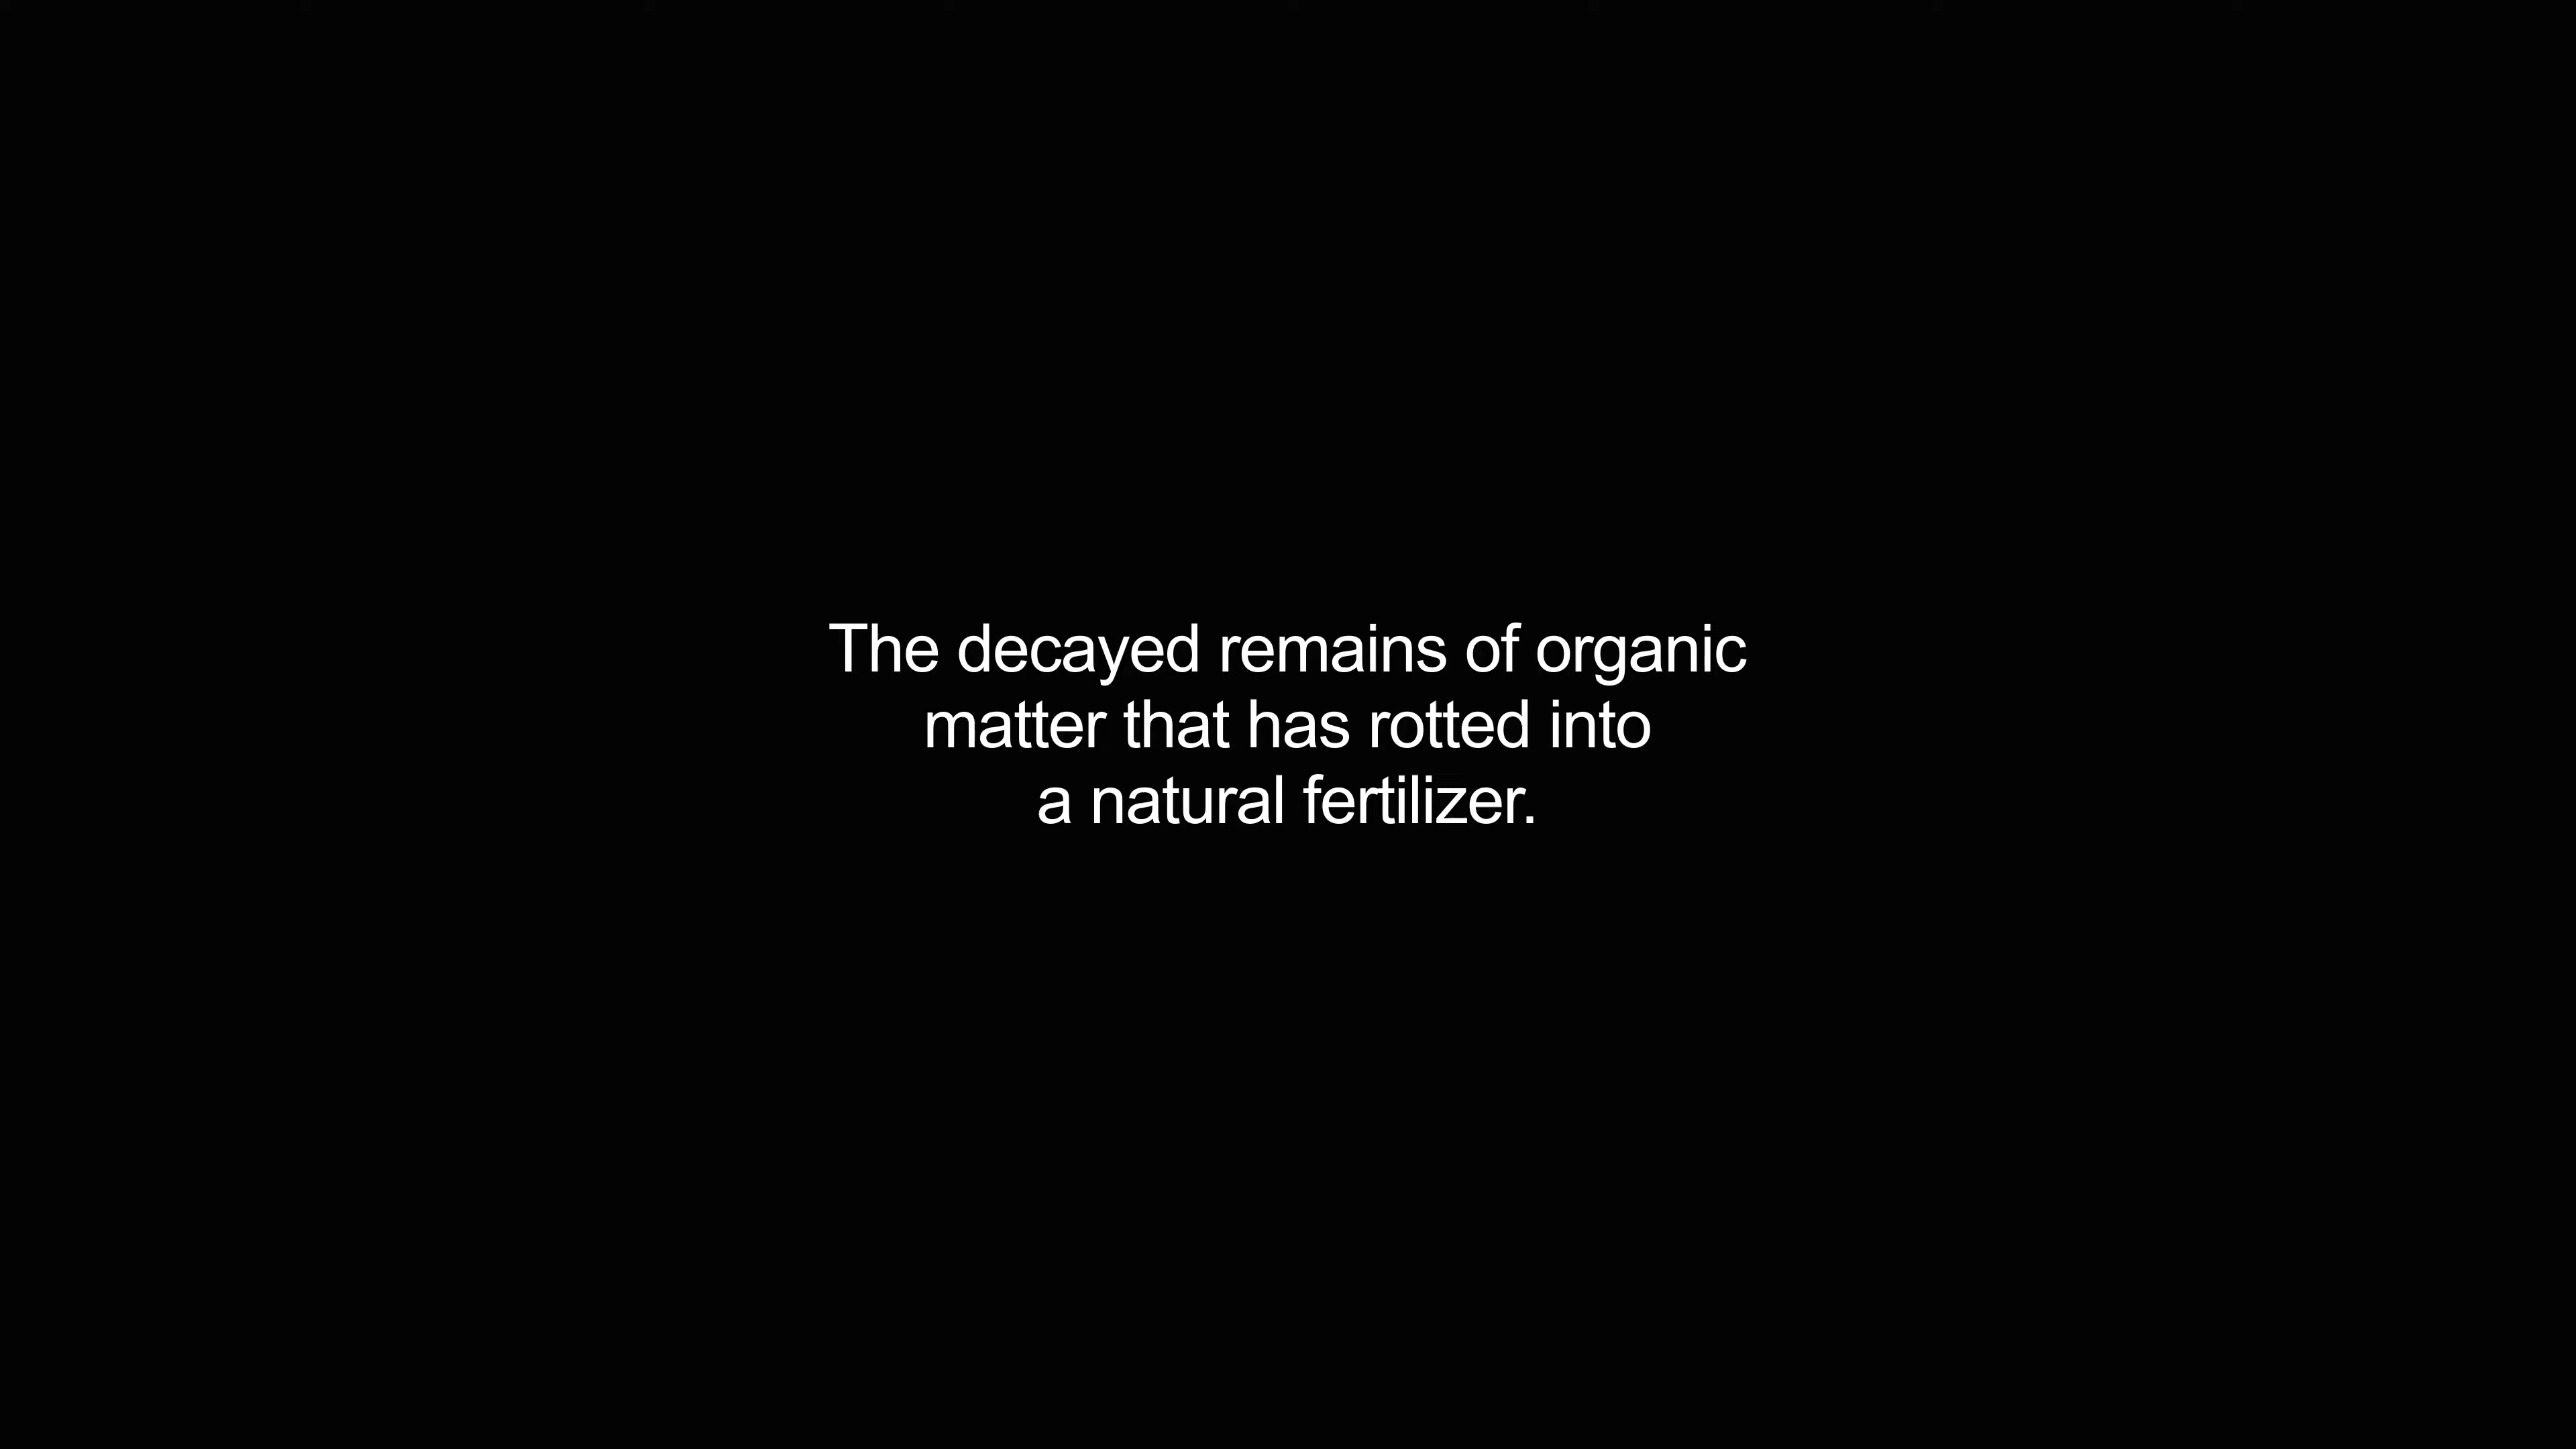 The decayed remains of organic
matter that has rotted into
a natural fertilizer.